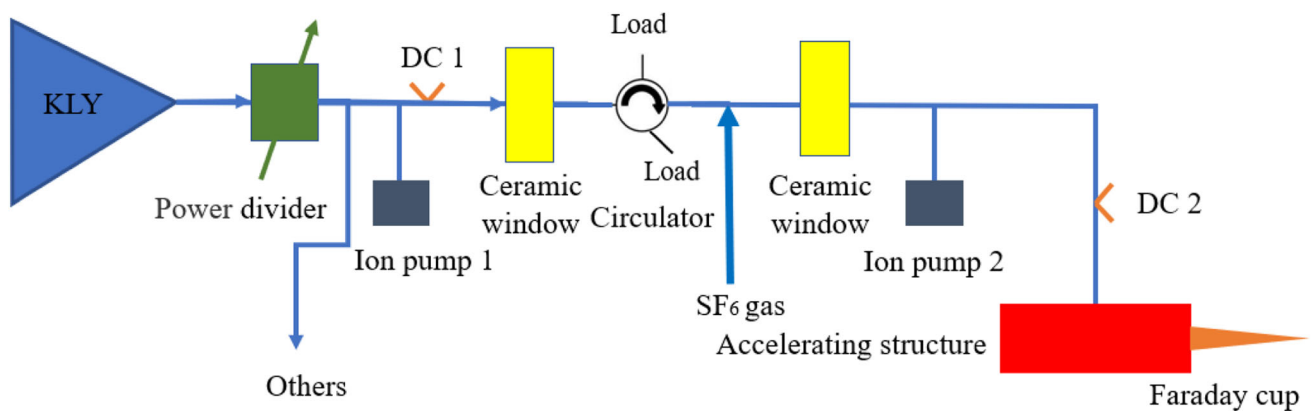 KLY
Power divider
Others
DC 1
Ion pump 1
Ceramic
window
Load
Load
Circulator
SF₆ gas
Ceramic
window
Ion pump 2
DC 2
Accelerating structure
Faraday cup